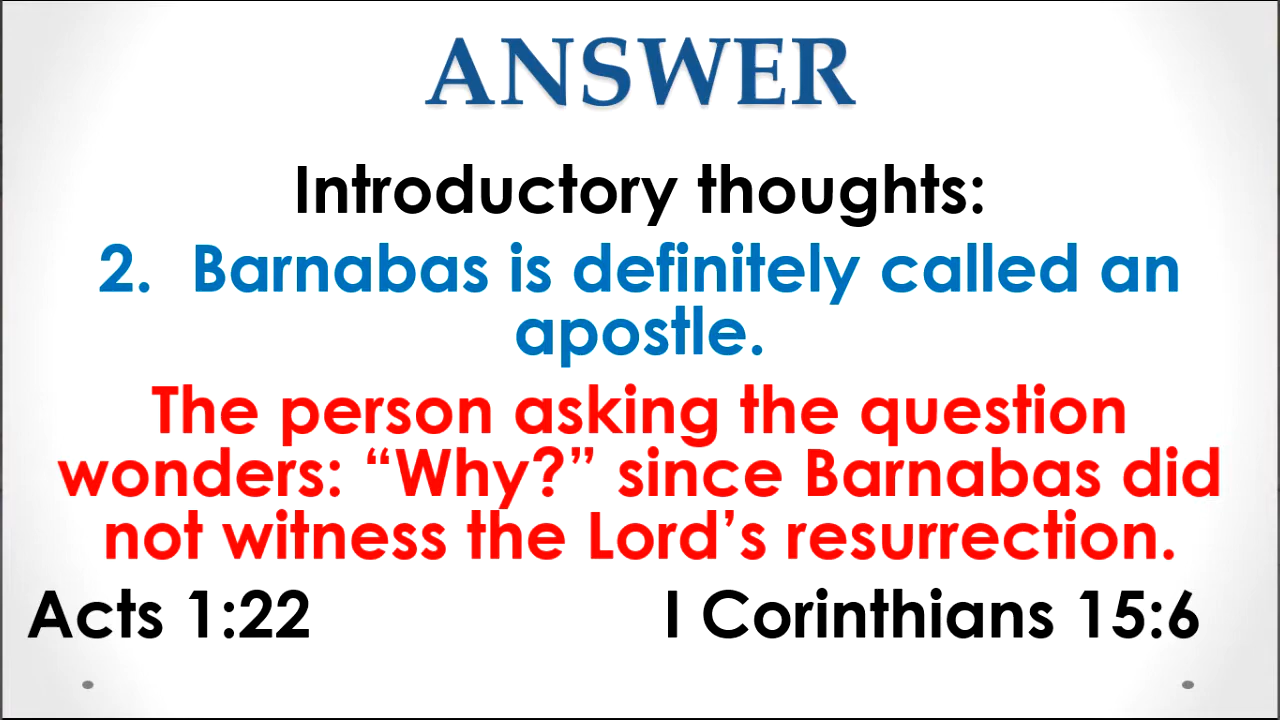 ANSWER
Introductory thoughts:
2. Barnabas is definitely called an
apostle.
The person asking the question
wonders: “Why?” since Barnabas did
not witness the Lord’s resurrection.
Acts 1:22 I Corinthians 15:6